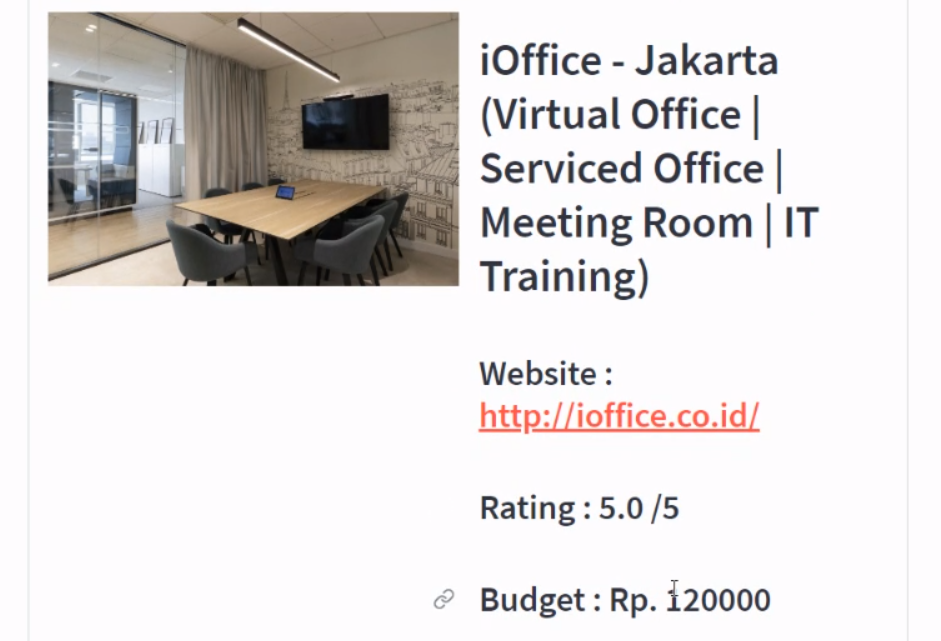 iOffice - Jakarta
(Virtual Office |
Serviced Office |
Meeting Room | IT
Training)
Website :
http://ioffice.co.id/
Rating : 5.0 /5
Budget : Rp. 120000